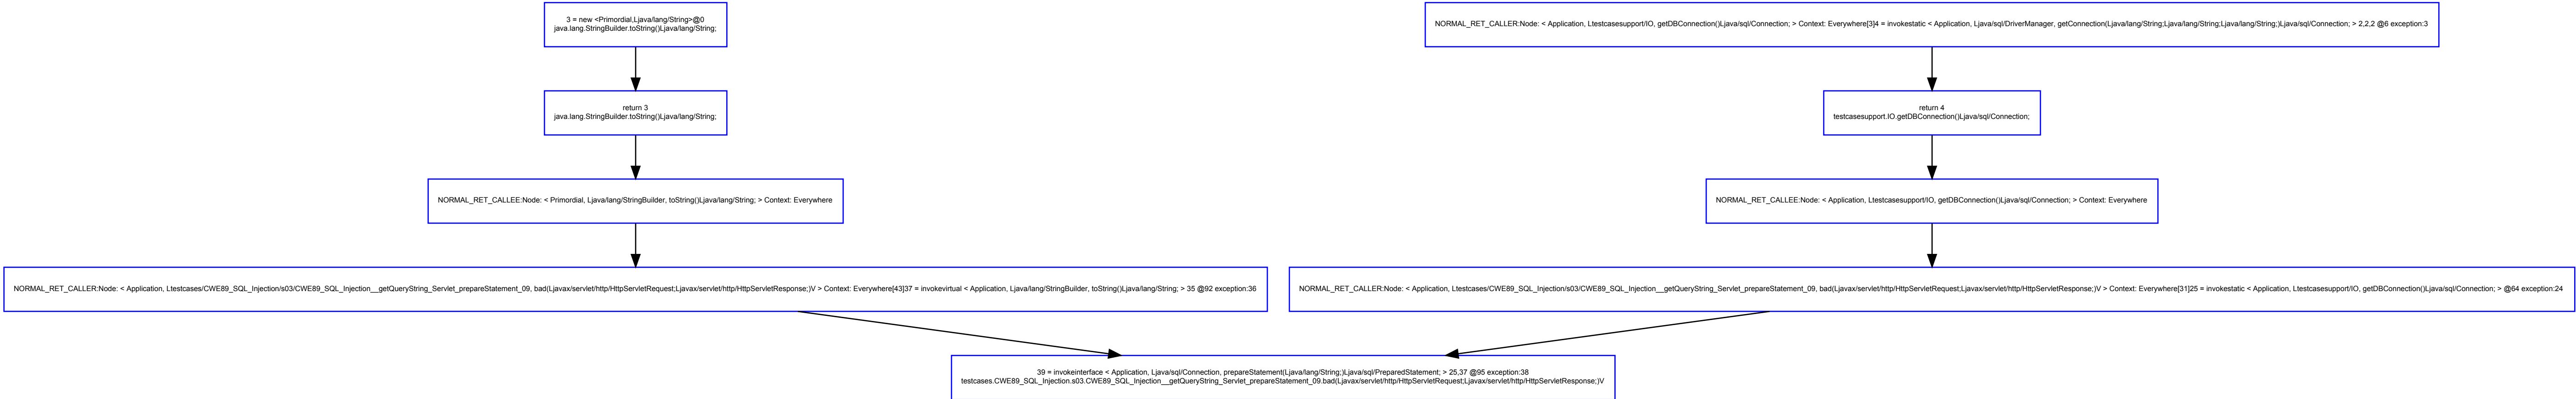 3 = new <Primordial,Ljava/lang/String>@0
java.lang.StringBuilder.toString()Ljava/lang/String;
NORMAL_RET_CALLER:Node: < Application, Ltestcasesupport/IO, getDBConnection()Ljava/sql/Connection; > Context: Everywhere[3]4 = invokestatic < Application, Ljava/sql/DriverManager, getConnection(Ljava/lang/String;Ljava/lang/String;Ljava/lang/String;)Ljava/sql/Connection; > 2,2,2 @6 exception:3
return 3
java.lang.StringBuilder.toString()Ljava/lang/String;
return 4
testcasesupport.IO.getDBConnection()Ljava/sql/Connection;
NORMAL_RET_CALLEE:Node: < Primordial, Ljava/lang/StringBuilder, toString()Ljava/lang/String; > Context: Everywhere
NORMAL_RET_CALLEE:Node: < Application, Ltestcasesupport/IO, getDBConnection()Ljava/sql/Connection; > Context: Everywhere
NORMAL_RET_CALLER:Node: < Application, Ltestcases/CWE89_SQL_Injection/s03/CWE89_SQL_Injection__getQueryString_Servlet_prepareStatement_09, bad(Ljavax/servlet/http/HttpServletRequest;Ljavax/servlet/http/HttpServletResponse;)V > Context: Everywhere[43]37 = invokevirtual < Application, Ljava/lang/StringBuilder, toString()Ljava/lang/String; > 35 @92 exception:36
NORMAL_RET_CALLER:Node: < Application, Ltestcases/CWE89_SQL_Injection/s03/CWE89_SQL_Injection__getQueryString_Servlet_prepareStatement_09, bad(Ljavax/servlet/http/HttpServletRequest;Ljavax/servlet/http/HttpServletResponse;)V > Context: Everywhere[31]25 = invokestatic < Application, Ltestcasesupport/IO, getDBConnection()Ljava/sql/Connection; > @64 exception:24
39 = invokeinterface < Application, Ljava/sql/Connection, prepareStatement(Ljava/lang/String;)Ljava/sql/PreparedStatement; > 25,37 @95 exception:38
testcases.CWE89_SQL_Injection.s03.CWE89_SQL_Injection__getQueryString_Servlet_prepareStatement_09.bad(Ljavax/servlet/http/HttpServletRequest;Ljavax/servlet/http/HttpServletResponse;)V